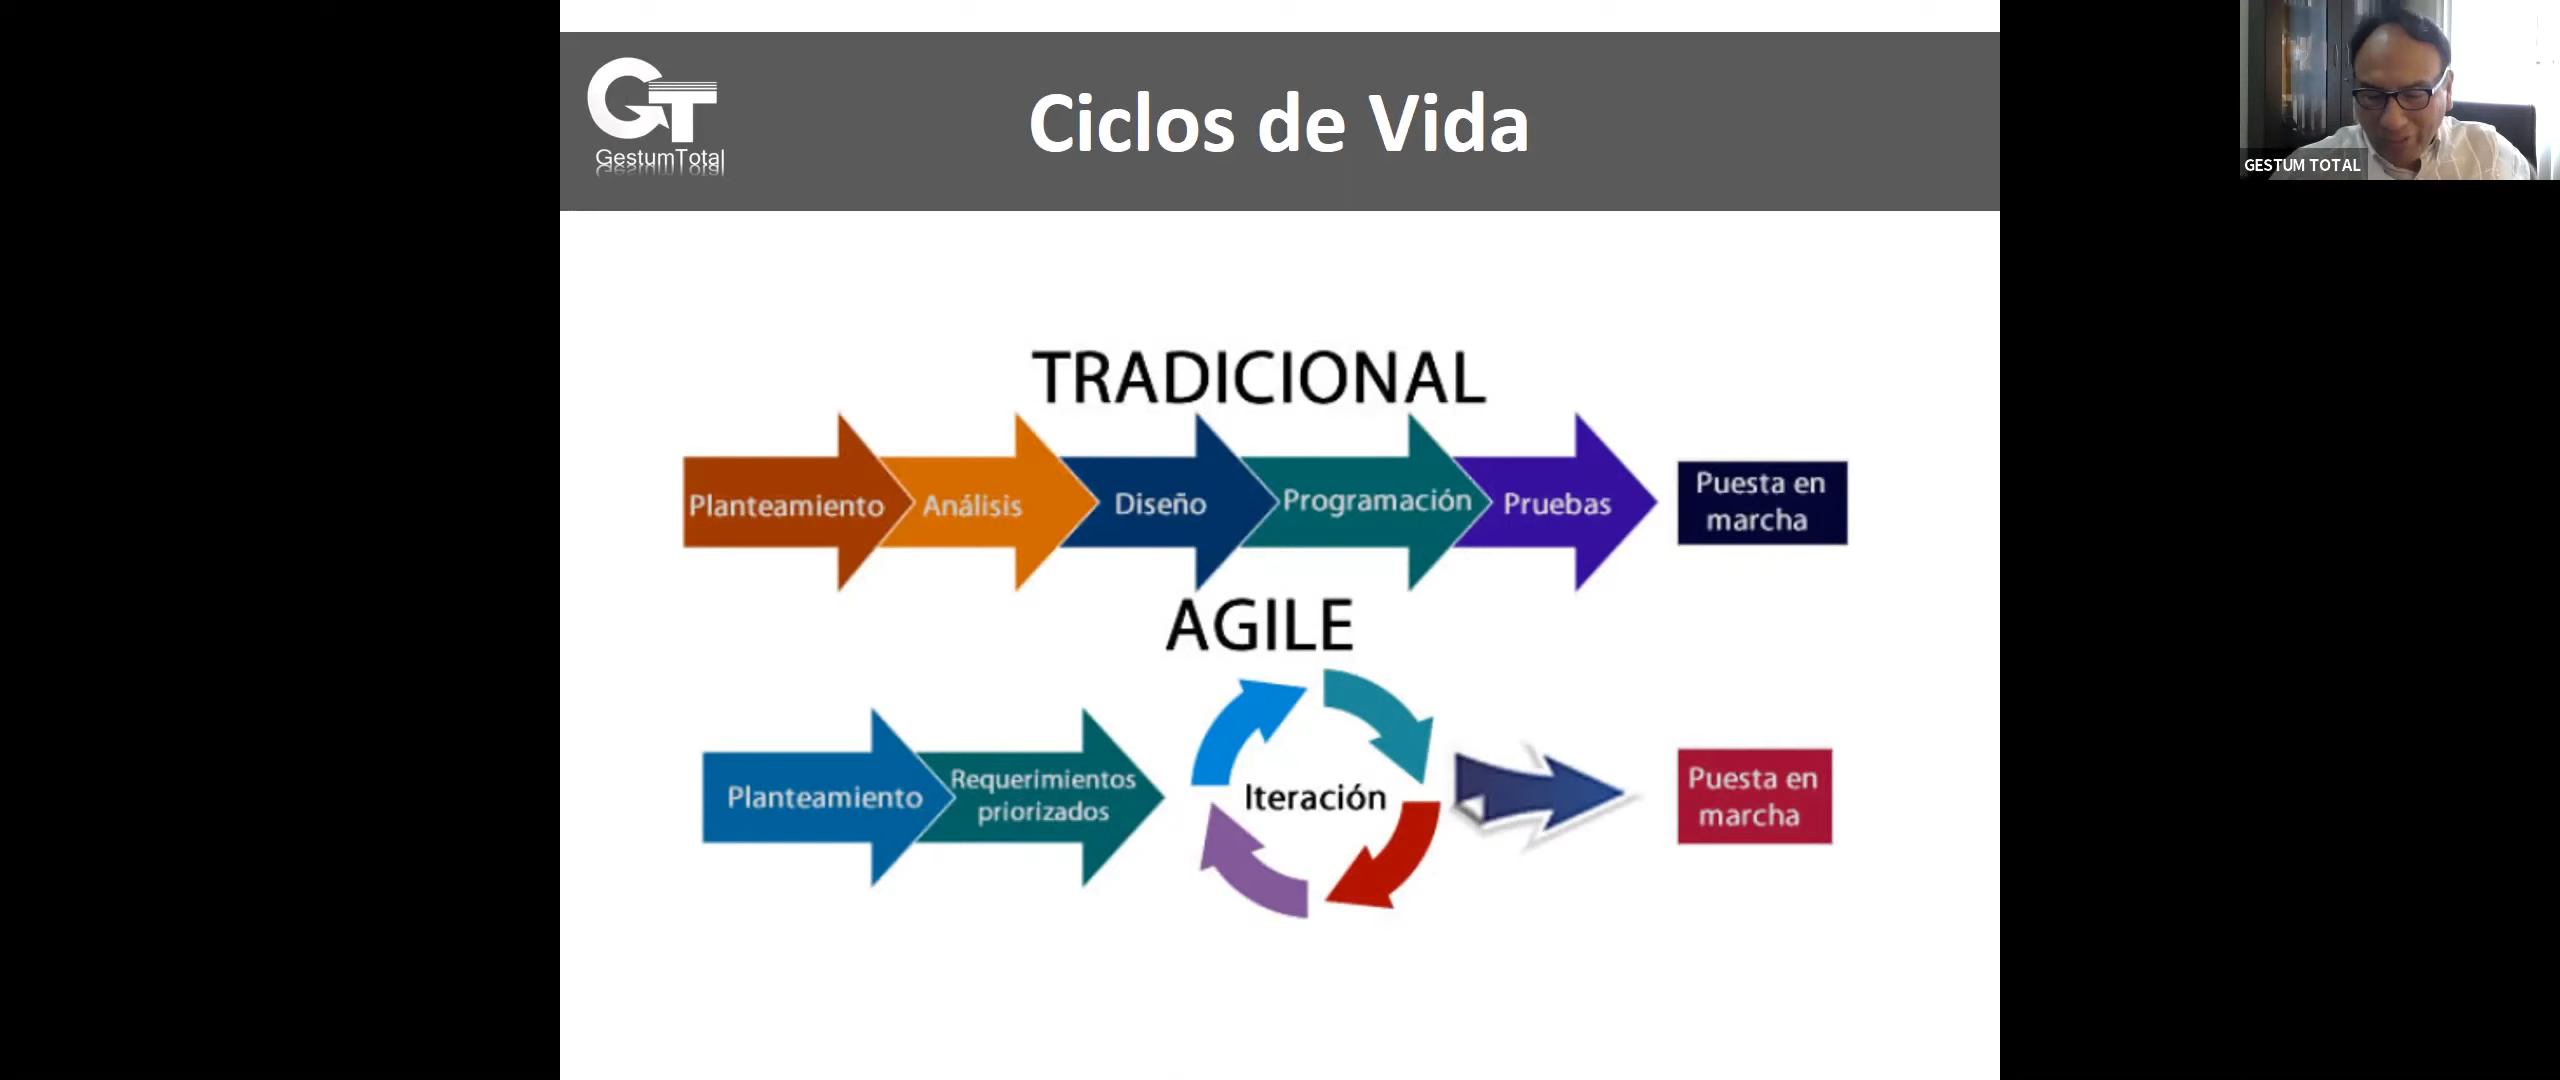 GT
GestumTotal
Ciclos de Vida
GESTUM TOTAL
TRADICIONAL
Planteamiento
Análisis
Diseño
Programación
Pruebas
Puesta en
marcha
AGILE
Planteamiento
Requerimientos
priorizados
Iteración
Puesta en
marcha